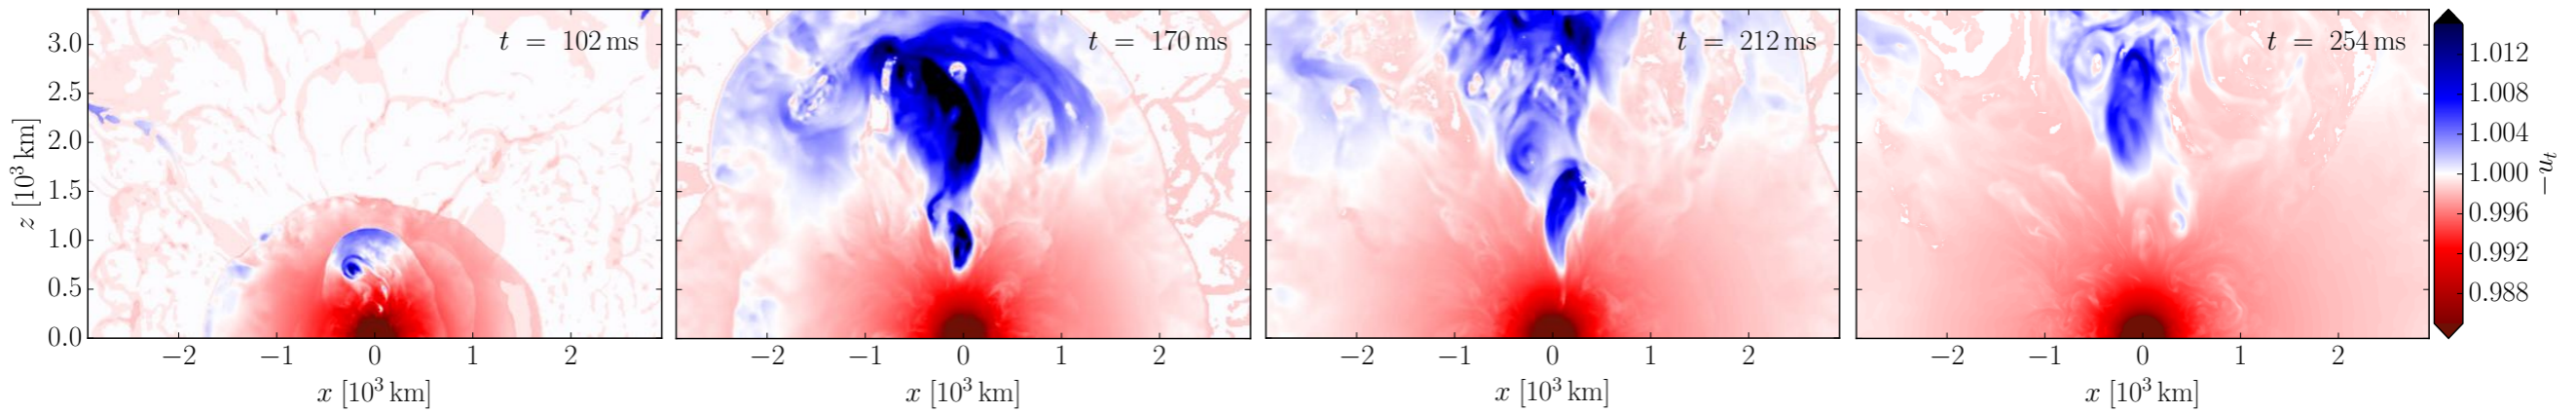 t = 102 ms
t = 170 ms
t = 212 ms
t = 254 ms
z [10³ km]
3.0
2.5
2.0
1.5
1.0
0.5
0.0
−2 −1 0 1 2
−2 −1 0 1 2
−2 −1 0 1 2
−2 −1 0 1 2
x [10³ km]
x [10³ km]
x [10³ km]
x [10³ km]
1.012
1.008
1.004
1.000
0.996
0.992
0.988
−uₜ